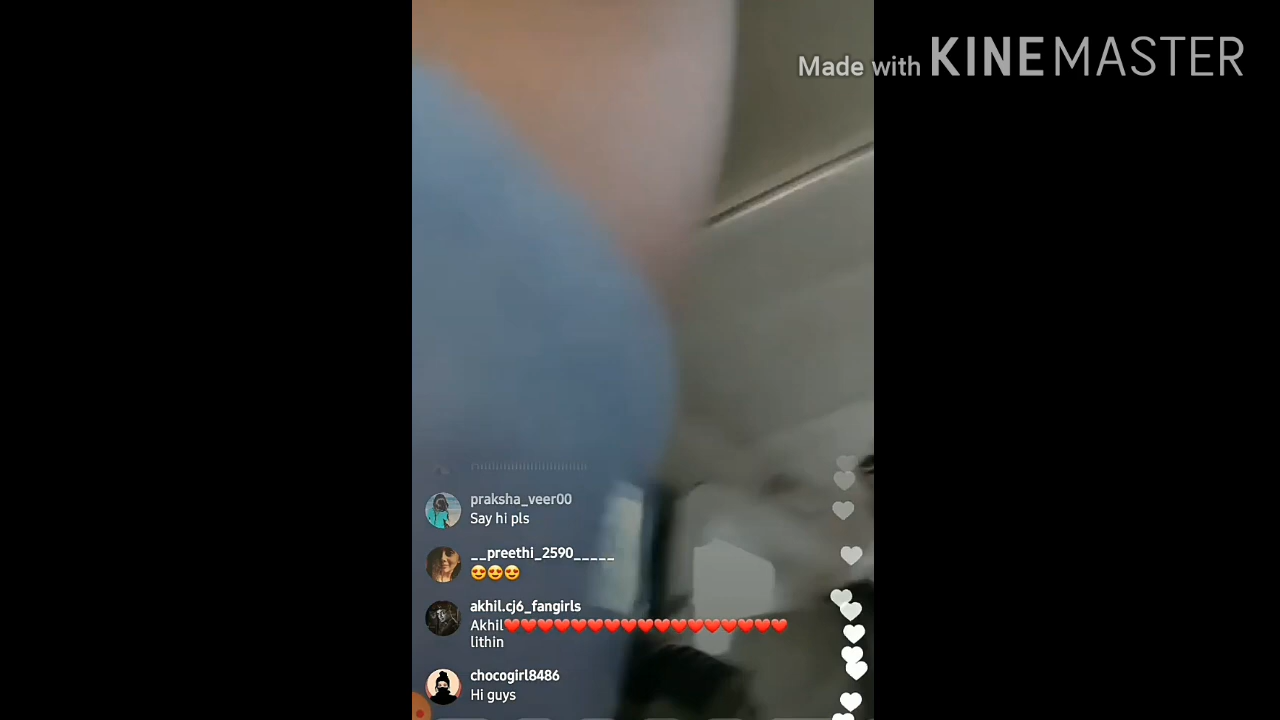 Made with KINEMASTER
praksha_veer00
Say hi pls
__preethi_2590_____
😍😍😍
akhil.cj6_fangirls
Akhil❤️❤️❤️❤️❤️❤️❤️❤️❤️❤️❤️❤️❤️❤️❤️❤️❤️
lithin
chocogirl8486
Hi guys